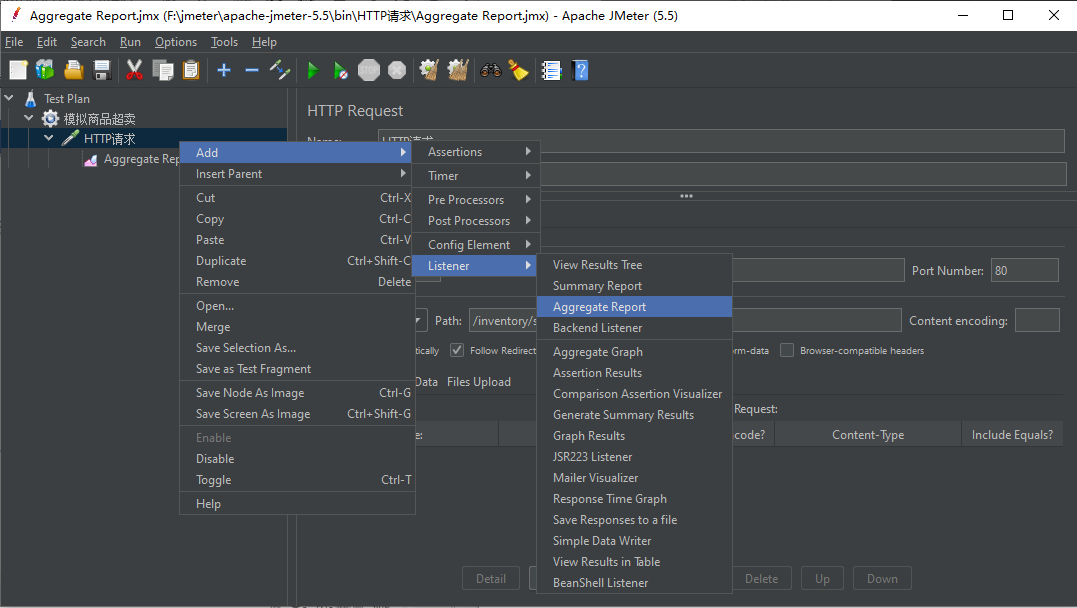 Aggregate Report.jmx (F:\jmeter\apache-jmeter-5.5\bin\HTTP请求\Aggregate Report.jmx) - Apache JMeter (5.5)
File Edit Search Run Options Tools Help
Test Plan
模拟商品超卖
HTTP请求
Aggregate Rep
HTTP Request
Name: HTTP请求
Add
Insert Parent
Cut Ctrl-X
Copy Ctrl-C
Paste Ctrl-V
Duplicate Ctrl+Shift-C
Remove Delete
Open...
Merge
Save Selection As...
Save as Test Fragment
Save Node As Image Ctrl-G
Save Screen As Image Ctrl+Shift-G
Enable
Disable
Toggle Ctrl-T
Help
Assertions
Timer
Pre Processors
Post Processors
Config Element
Listener
View Results Tree
Summary Report
Aggregate Report
Backend Listener
Aggregate Graph
Assertion Results
Comparison Assertion Visualizer
Generate Summary Results
Graph Results
JSR223 Listener
Mailer Visualizer
Response Time Graph
Save Responses to a file
Simple Data Writer
View Results in Table
BeanShell Listener
Port Number: 80
Path: /inventory/s
Content encoding:
tically Follow Redirect
rm-data Browser-compatible headers
Data Files Upload
Request:
e: code? Content-Type Include Equals?
Detail Delete Up Down